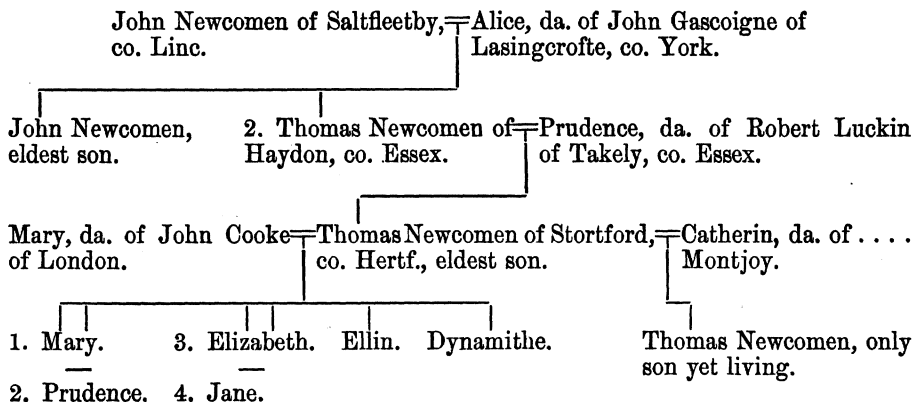 John Newcomen of Saltfleetby, Alice, da. of John Gascoigne of
co. Linc. Lasingcrofte, co. York.
John Newcomen, 2. Thomas Newcomen of Prudence, da. of Robert Luckin
eldest son. Haydon, co. Essex. of Takely, co. Essex.
Mary, da. of John Cooke Thomas Newcomen of Stortford, Catherin, da. of . . . .
of London. co. Hertf., eldest son. Montjoy.
1. Mary. 3. Elizabeth. Ellin. Dynamithe. Thomas Newcomen, only
son yet living.
2. Prudence. 4. Jane.